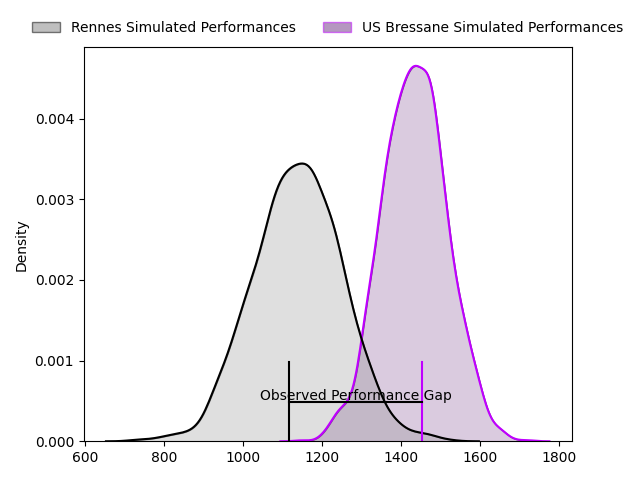 Rennes Simulated Performances
US Bressane Simulated Performances
Density
0.004
0.003
0.002
0.001
0.000
Observed Performance Gap
600 800 1000 1200 1400 1600 1800